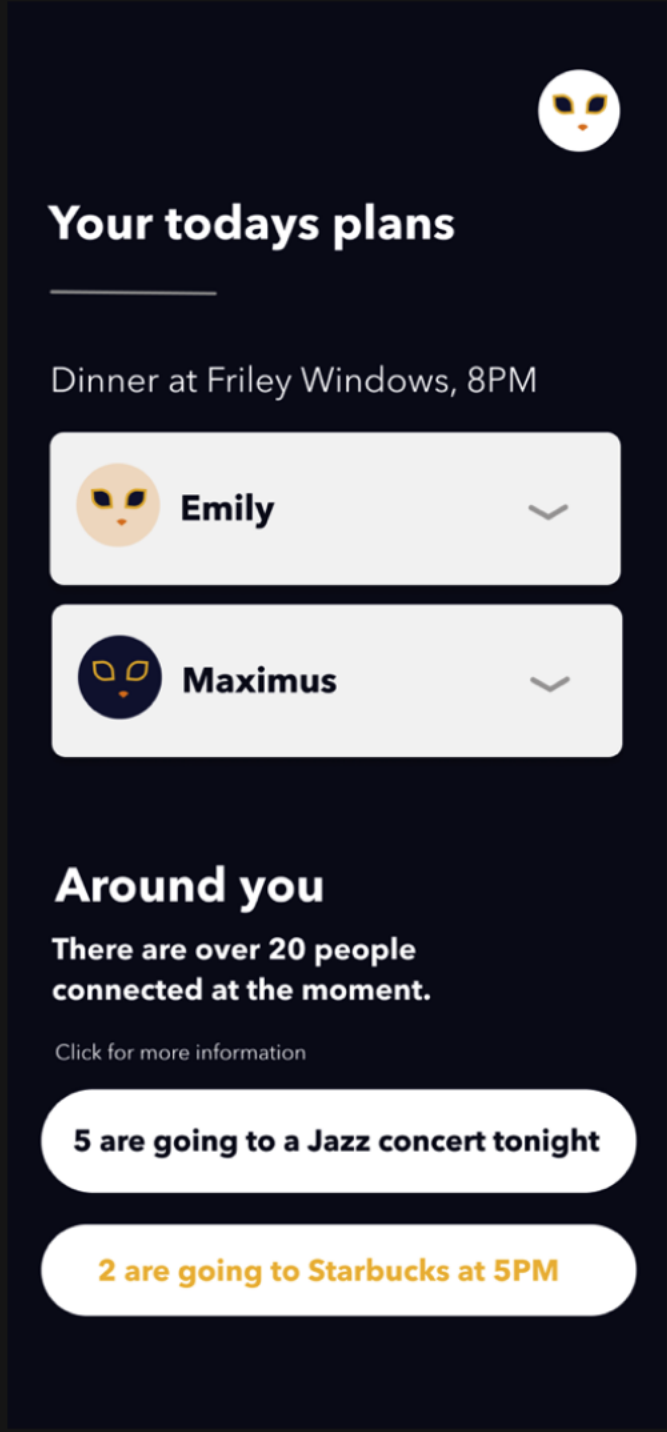 Your todays plans
Dinner at Friley Windows, 8PM
Emily
Maximus
Around you
There are over 20 people
connected at the moment.
Click for more information
5 are going to a Jazz concert tonight
2 are going to Starbucks at 5PM